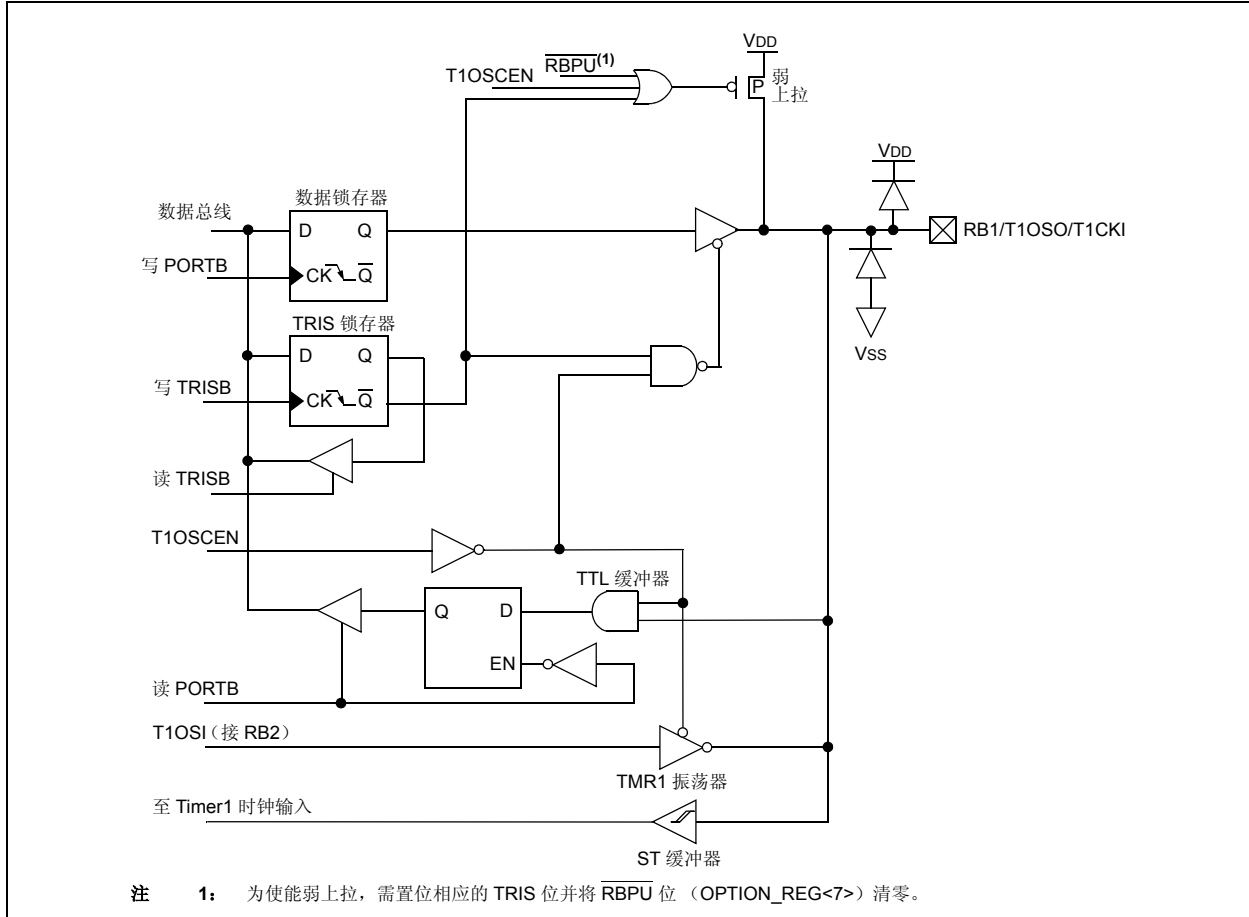 VDD
RBPU(1)
T1OSCEN
P
弱
上拉
VDD
数据锁存器
数据总线
D Q
RB1/T1OSO/T1CKI
写 PORTB
CK Q
TRIS 锁存器
D Q
VSS
写 TRISB
CK Q
读 TRISB
T1OSCEN
TTL 缓冲器
Q D
EN
读 PORTB
T1OSI（接 RB2）
TMR1 振荡器
至 Timer1 时钟输入
ST 缓冲器
注 1： 为使能弱上拉，需置位相应的 TRIS 位并将 RBPU 位 （OPTION_REG<7>）清零。